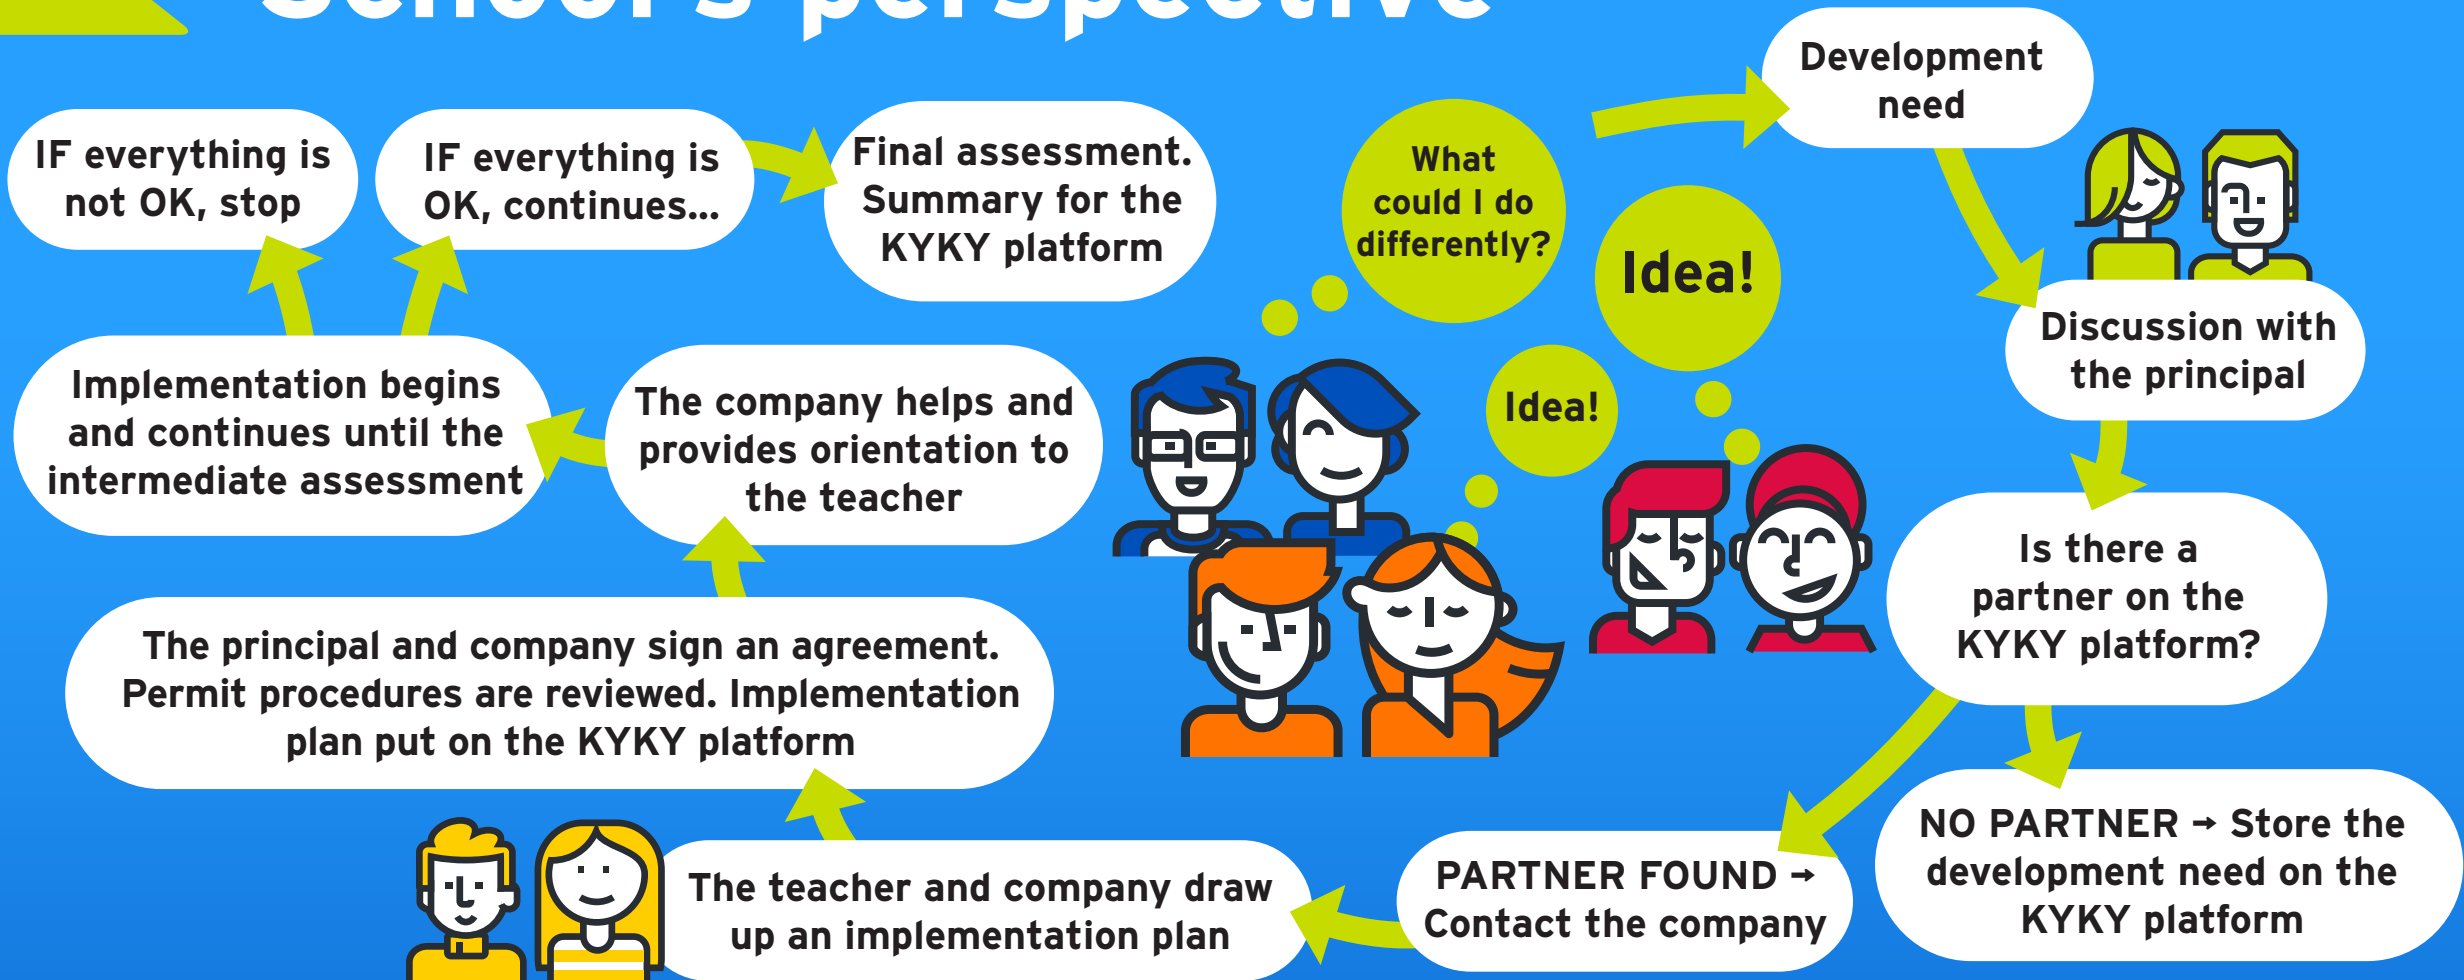 School's perspective
What
could I do
differently?
Idea!
Idea!
Development
need
Discussion with
the principal
Is there a
partner on the
KYKY platform?
NO PARTNER → Store the
development need on the
KYKY platform
PARTNER FOUND →
Contact the company
The teacher and company draw
up an implementation plan
The principal and company sign an agreement.
Permit procedures are reviewed. Implementation
plan put on the KYKY platform
The company helps and
provides orientation to
the teacher
Implementation begins
and continues until the
intermediate assessment
IF everything is
not OK, stop
IF everything is
OK, continues...
Final assessment.
Summary for the
KYKY platform